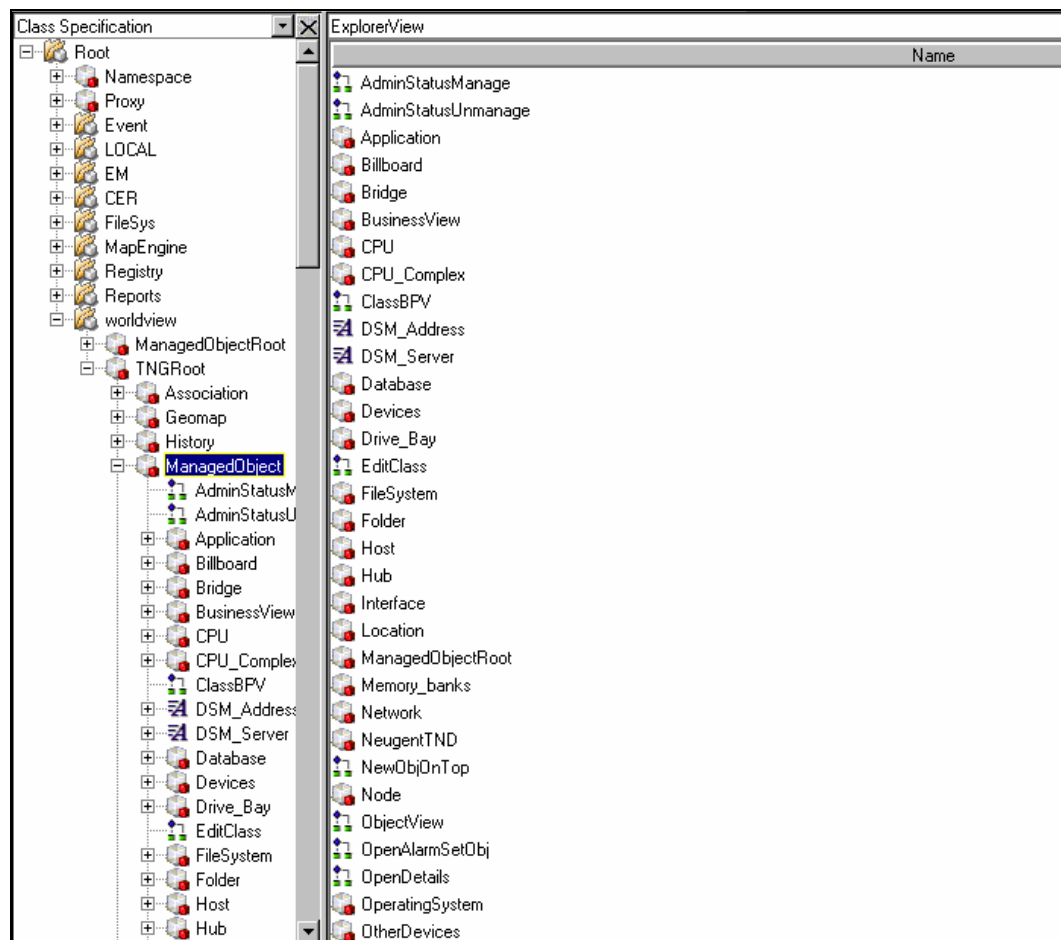 Class Specification
Root
Namespace
Proxy
Event
LOCAL
EM
CER
FileSys
MapEngine
Registry
Reports
worldview
ManagedObjectRoot
TNGRoot
Association
Geomap
History
ManagedObject
AdminStatusM
AdminStatusU
Application
Billboard
Bridge
BusinessView
CPU
CPU_Complex
ClassBPV
DSM_Address
DSM_Server
Database
Devices
Drive_Bay
EditClass
FileSystem
Folder
Host
Hub
ExplorerView
Name
AdminStatusManage
AdminStatusUnmanage
Application
Billboard
Bridge
BusinessView
CPU
CPU_Complex
ClassBPV
DSM_Address
DSM_Server
Database
Devices
Drive_Bay
EditClass
FileSystem
Folder
Host
Hub
Interface
Location
ManagedObjectRoot
Memory_banks
Network
NeugentTND
NewObjOnTop
Node
ObjectView
OpenAlarmSetObj
OpenDetails
OperatingSystem
OtherDevices